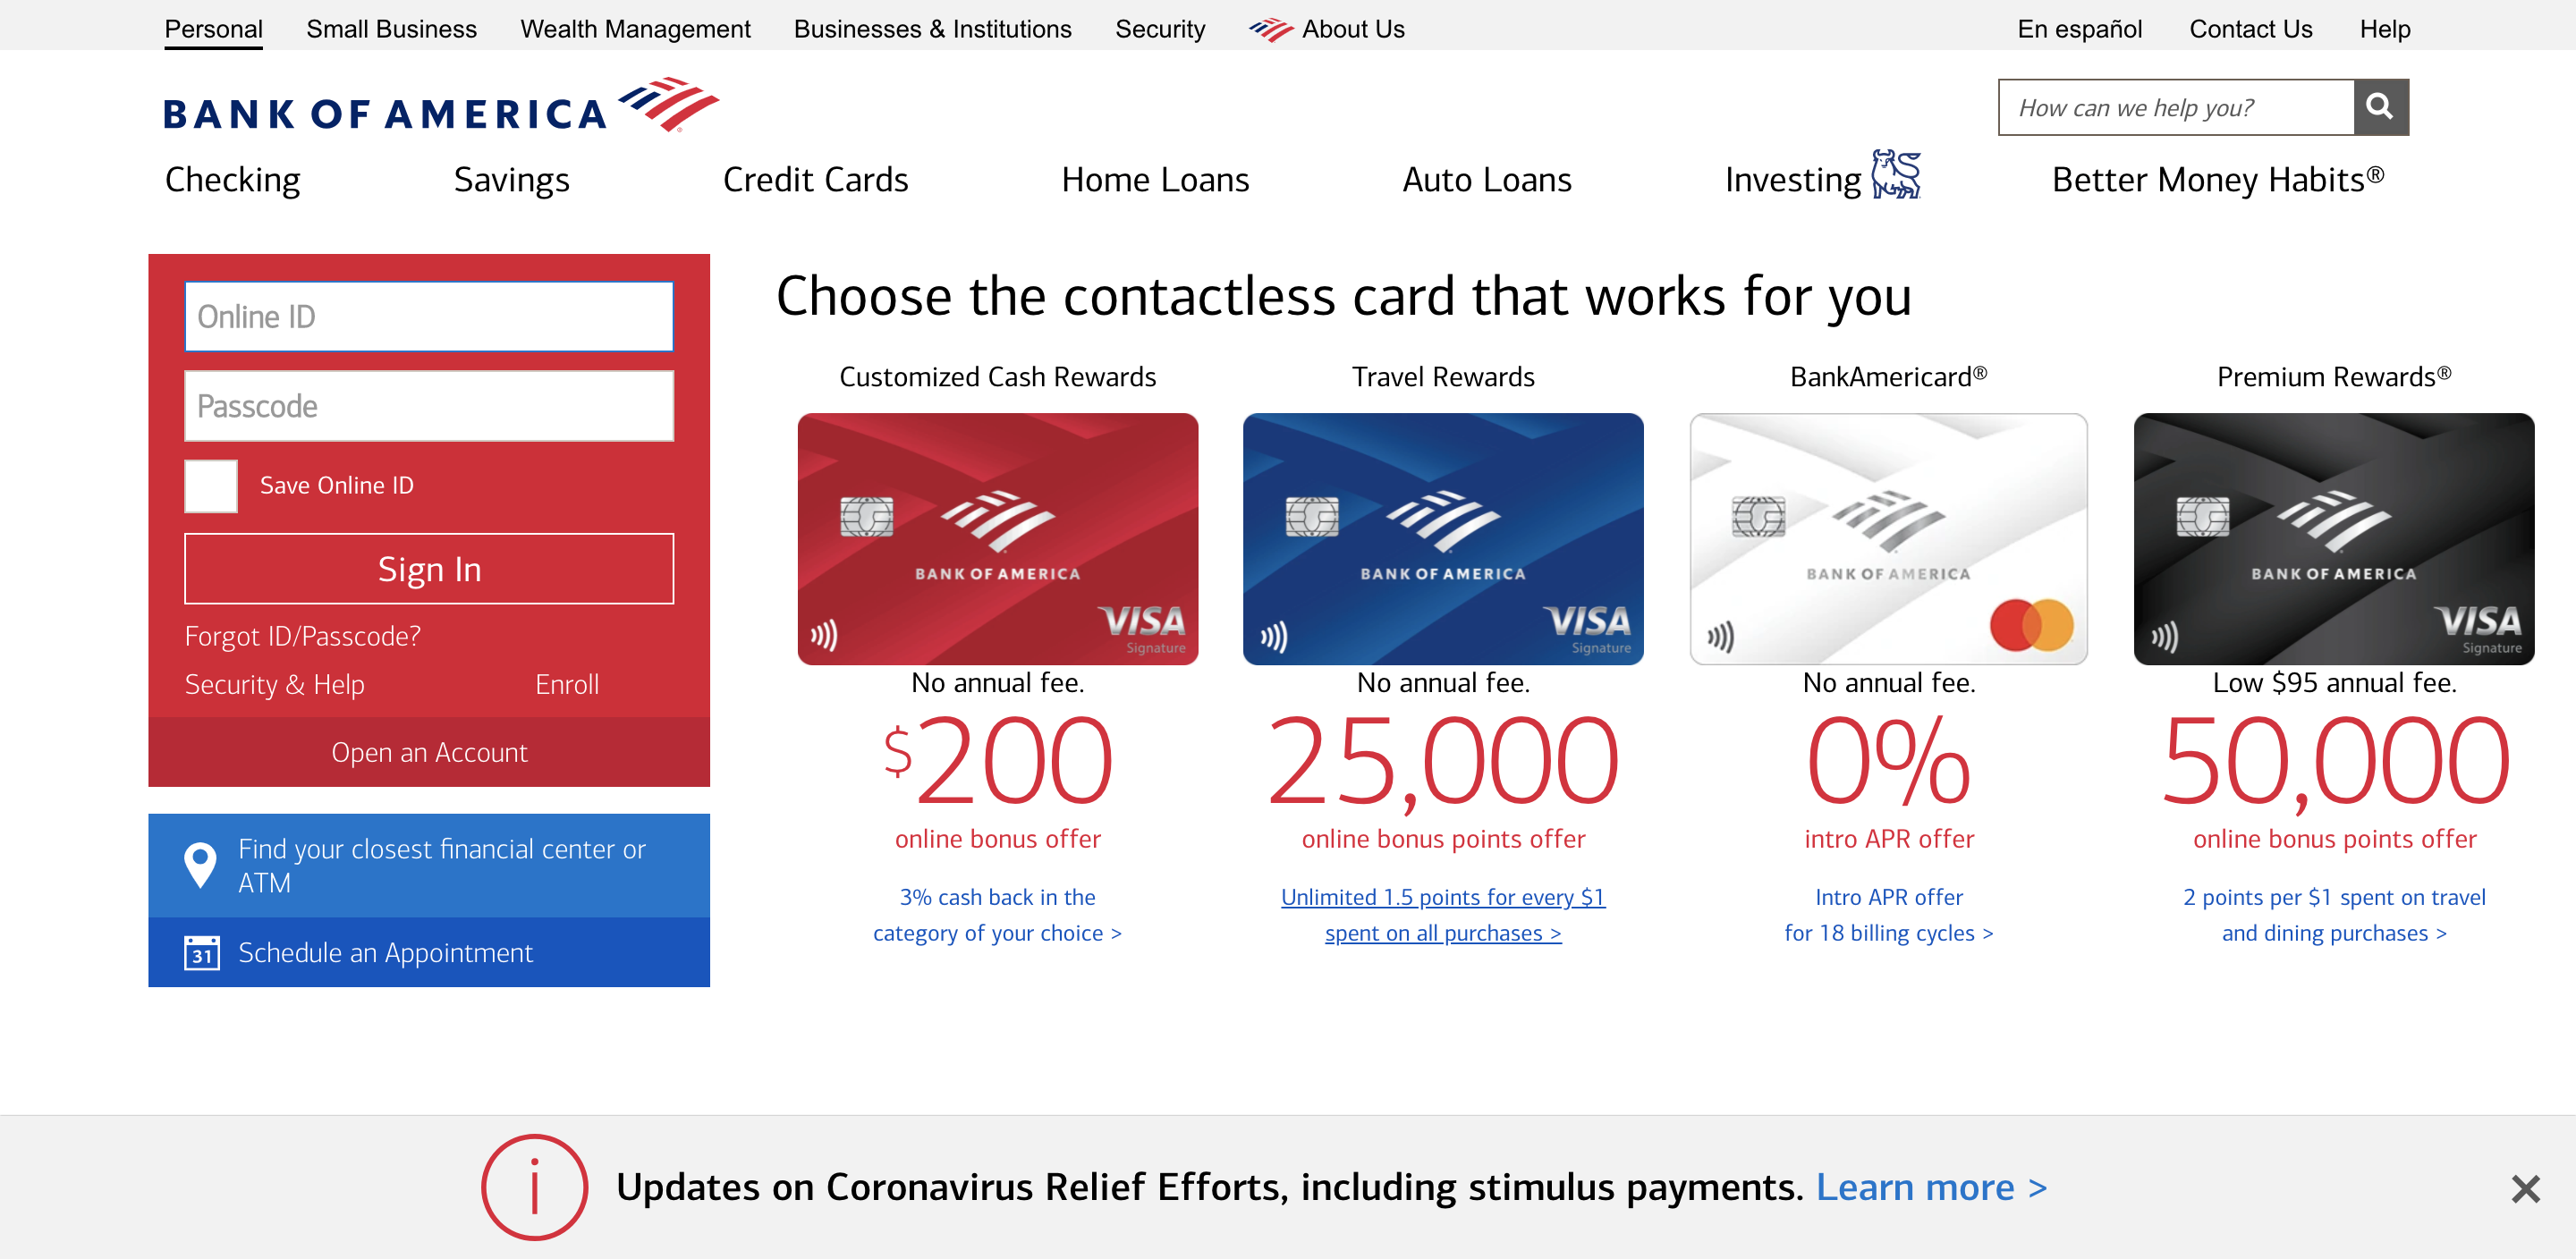 Personal Small Business Wealth Management Businesses & Institutions Security About Us En español Contact Us Help
BANK OF AMERICA
How can we help you?
Checking Savings Credit Cards Home Loans Auto Loans Investing Better Money Habits®
Online ID
Passcode
Save Online ID
Sign In
Forgot ID/Passcode?
Security & Help Enroll
Open an Account
Find your closest financial center or
ATM
31 Schedule an Appointment
Choose the contactless card that works for you
Customized Cash Rewards
BANK OF AMERICA
VISA
Signature
No annual fee.
$200
online bonus offer
3% cash back in the
category of your choice >
Travel Rewards
BANK OF AMERICA
VISA
Signature
No annual fee.
25,000
online bonus points offer
Unlimited 1.5 points for every $1
spent on all purchases >
BankAmericard®
BANK OF AMERICA
No annual fee.
0%
intro APR offer
Intro APR offer
for 18 billing cycles >
Premium Rewards®
BANK OF AMERICA
VISA
Signature
Low $95 annual fee.
50,000
online bonus points offer
2 points per $1 spent on travel
and dining purchases >
Updates on Coronavirus Relief Efforts, including stimulus payments. Learn more >